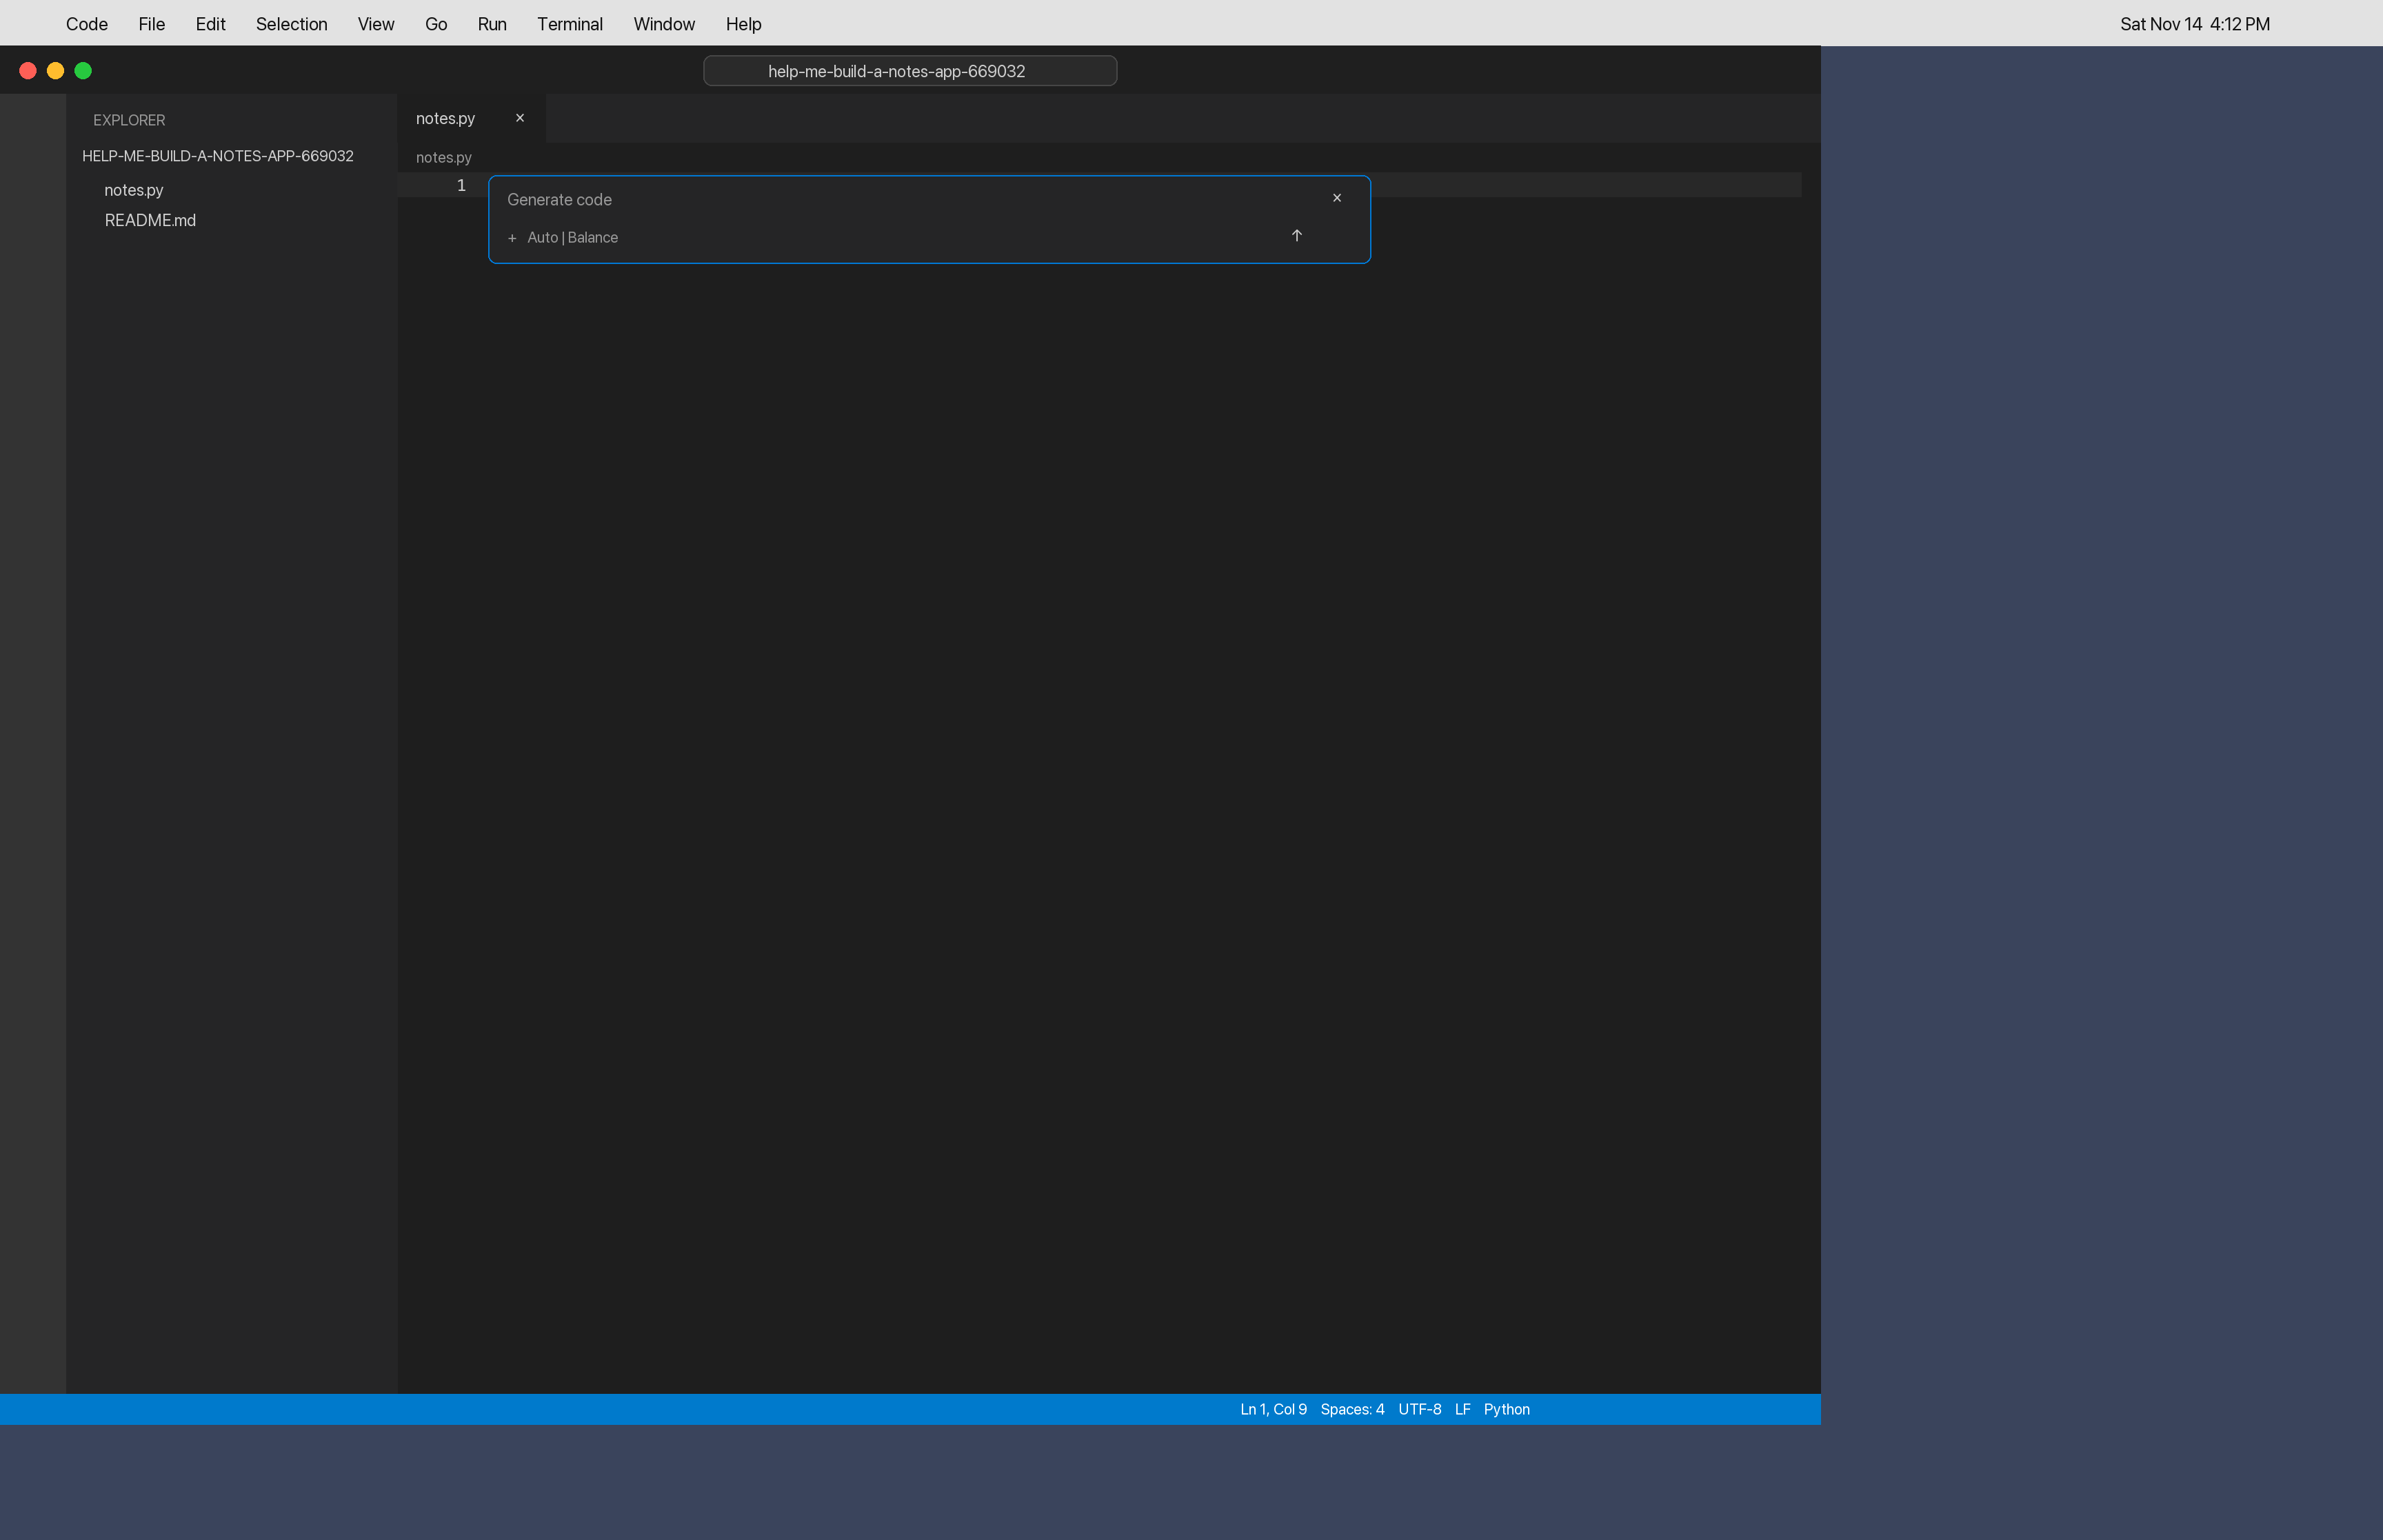 Code File Edit Selection View Go Run Terminal Window Help Sat Nov 14 4:12 PM
help-me-build-a-notes-app-669032
EXPLORER
HELP-ME-BUILD-A-NOTES-APP-669032
notes.py
README.md
notes.py ×
notes.py
1
Generate code ×
+ Auto | Balance ↑
Ln 1, Col 9 Spaces: 4 UTF-8 LF Python